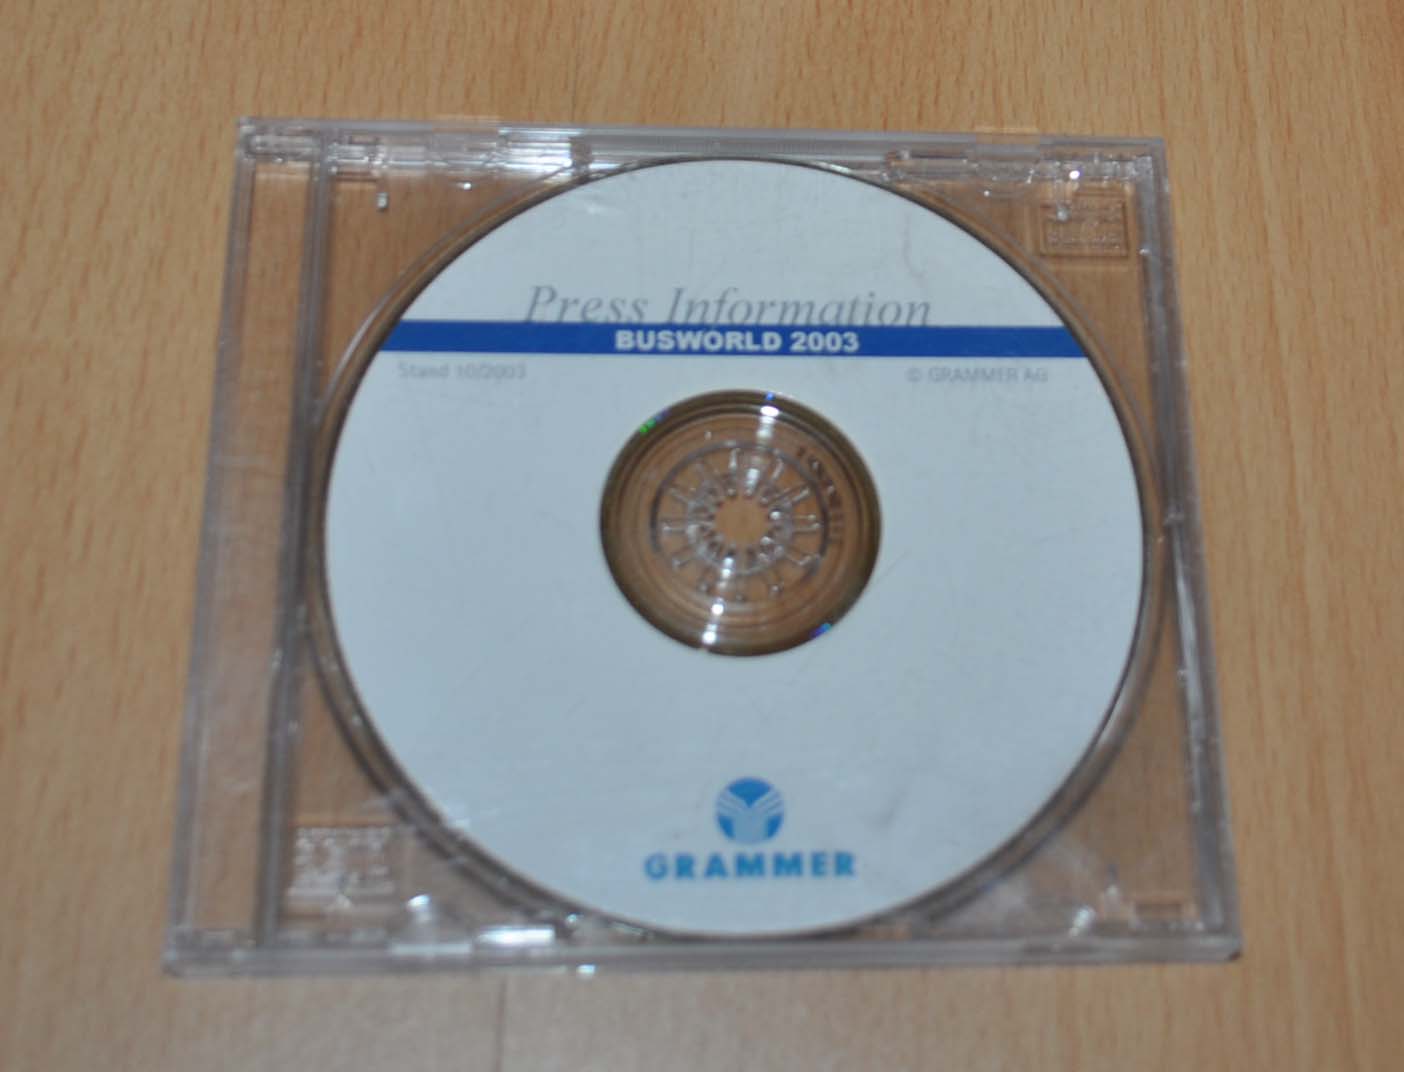 Press Information
BUSWORLD 2003
Stand 10/2003
© GRAMMER AG
GRAMMER